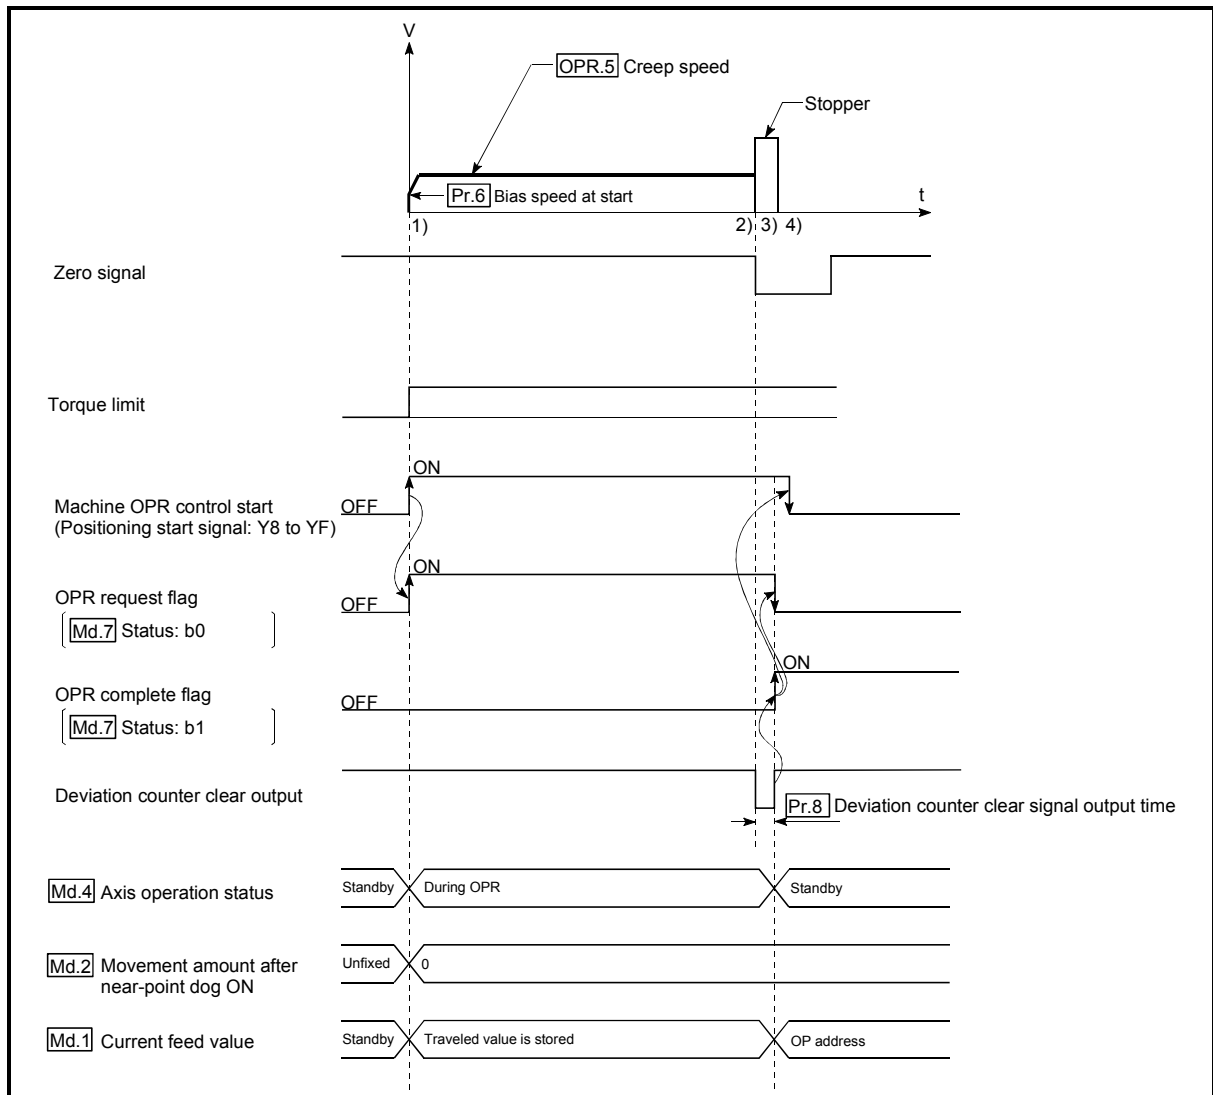 V
OPR.5 Creep speed
Stopper
Pr.6 Bias speed at start
t
1)
2) 3) 4)
Zero signal
Torque limit
ON
Machine OPR control start
OFF
(Positioning start signal: Y8 to YF)
ON
OPR request flag
OFF
Md.7 Status: b0
ON
OPR complete flag
OFF
Md.7 Status: b1
Deviation counter clear output
Pr.8 Deviation counter clear signal output time
Md.4 Axis operation status
Standby
During OPR
Standby
Md.2 Movement amount after
near-point dog ON
Unfixed
0
Md.1 Current feed value
Standby
Traveled value is stored
OP address